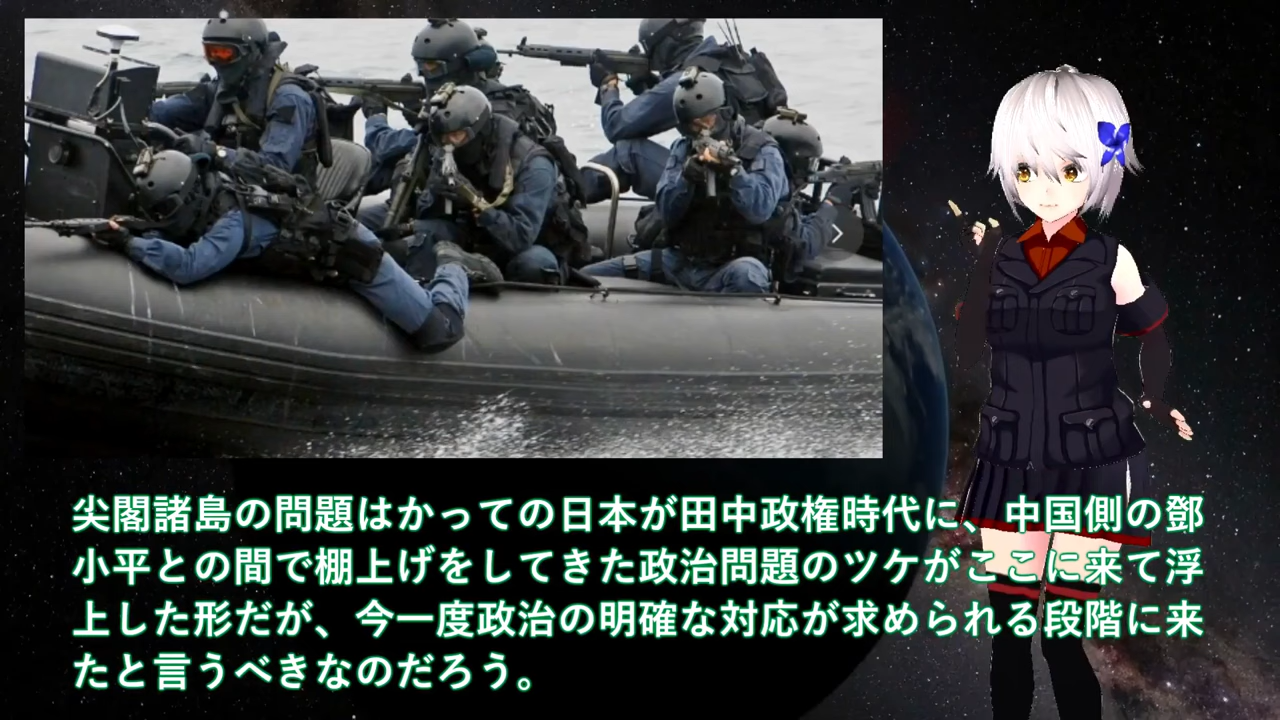 尖閣諸島の問題はかっての日本が田中政権時代に、中国側の鄧
小平との間で棚上げをしてきた政治問題のツケがここに来て浮
上した形だが、今一度政治の明確な対応が求められる段階に来
たと言うべきなのだろう。